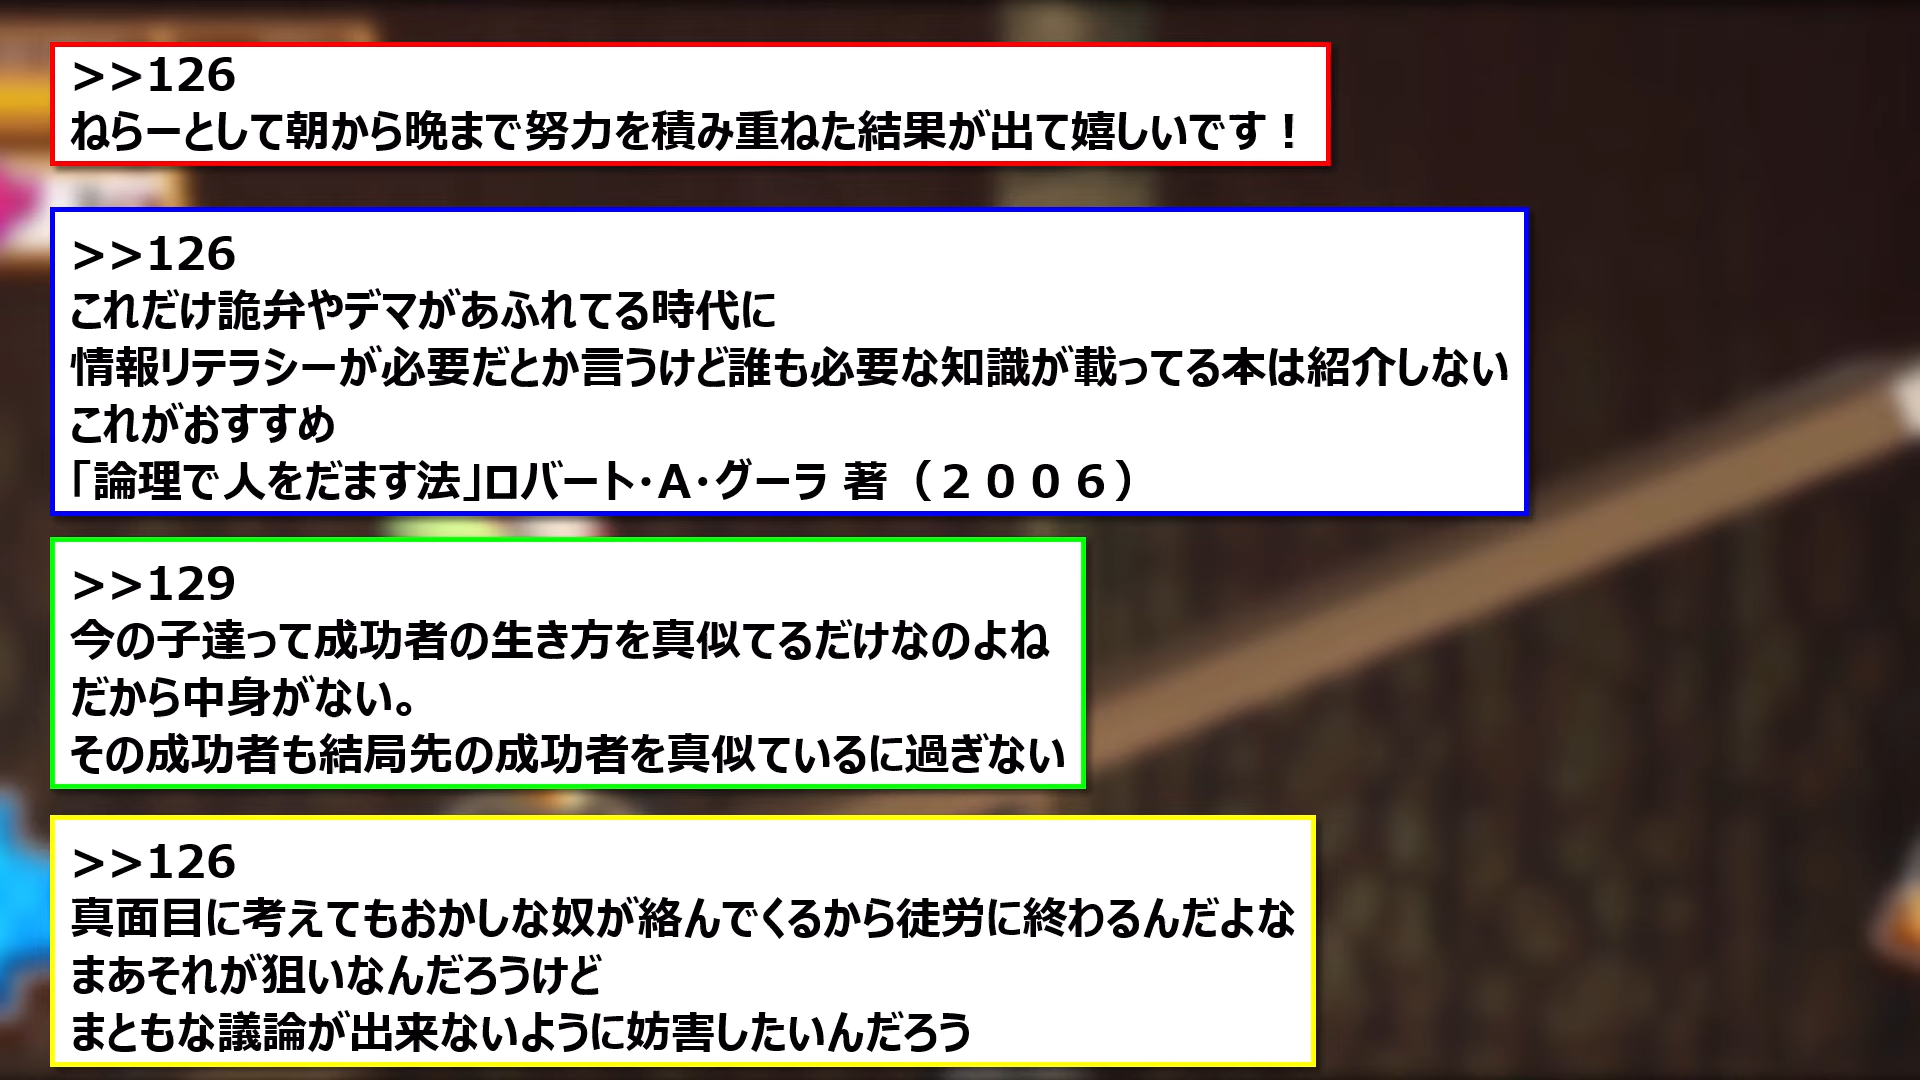 >>126
ねらーとして朝から晩まで努力を積み重ねた結果が出て嬉しいです！
>>126
これだけ詭弁やデマがあふれてる時代に
情報リテラシーが必要だとか言うけど誰も必要な知識が載ってる本は紹介しない
これがおすすめ
「論理で人をだます法」ロバート・A・グーラ 著（２００６）
>>129
今の子達って成功者の生き方を真似てるだけなのよね
だから中身がない。
その成功者も結局先の成功者を真似ているに過ぎない
>>126
真面目に考えてもおかしな奴が絡んでくるから徒労に終わるんだよな
まあそれが狙いなんだろうけど
まともな議論が出来ないように妨害したいんだろう